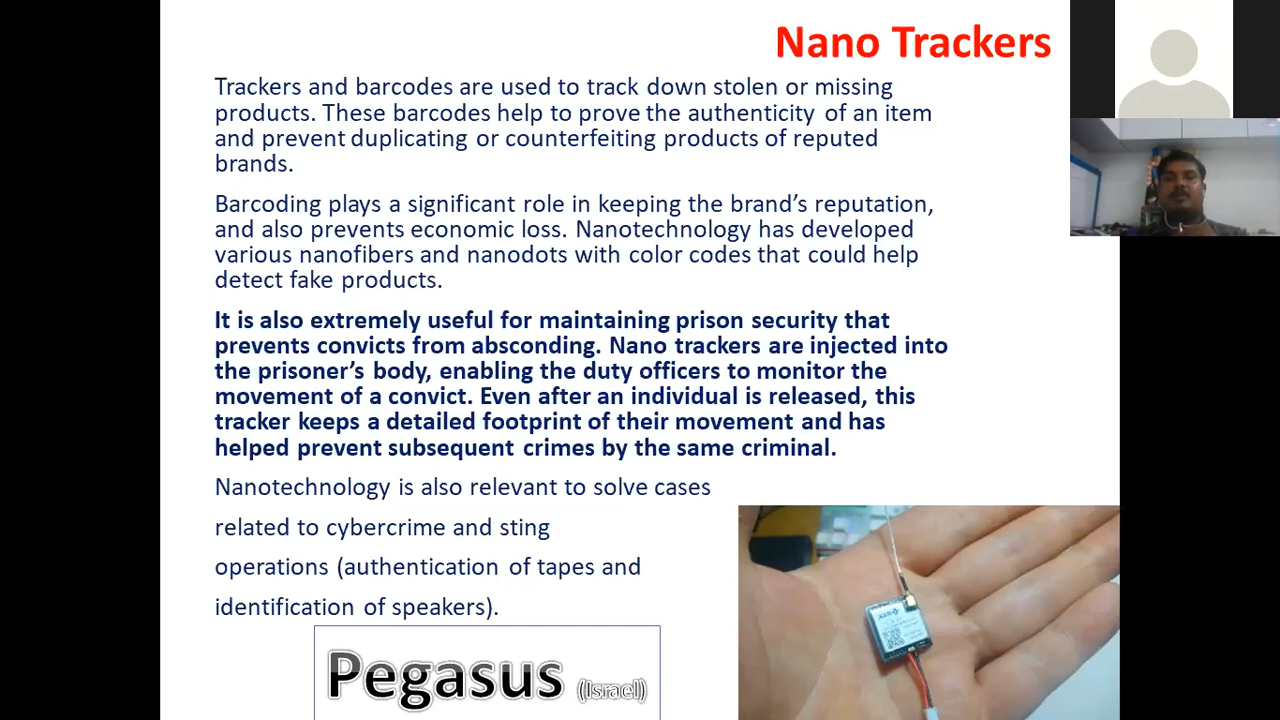 Nano Trackers
Trackers and barcodes are used to track down stolen or missing
products. These barcodes help to prove the authenticity of an item
and prevent duplicating or counterfeiting products of reputed
brands.
Barcoding plays a significant role in keeping the brand’s reputation,
and also prevents economic loss. Nanotechnology has developed
various nanofibers and nanodots with color codes that could help
detect fake products.
It is also extremely useful for maintaining prison security that
prevents convicts from absconding. Nano trackers are injected into
the prisoner’s body, enabling the duty officers to monitor the
movement of a convict. Even after an individual is released, this
tracker keeps a detailed footprint of their movement and has
helped prevent subsequent crimes by the same criminal.
Nanotechnology is also relevant to solve cases
related to cybercrime and sting
operations (authentication of tapes and
identification of speakers).
Pegasus (Israel)